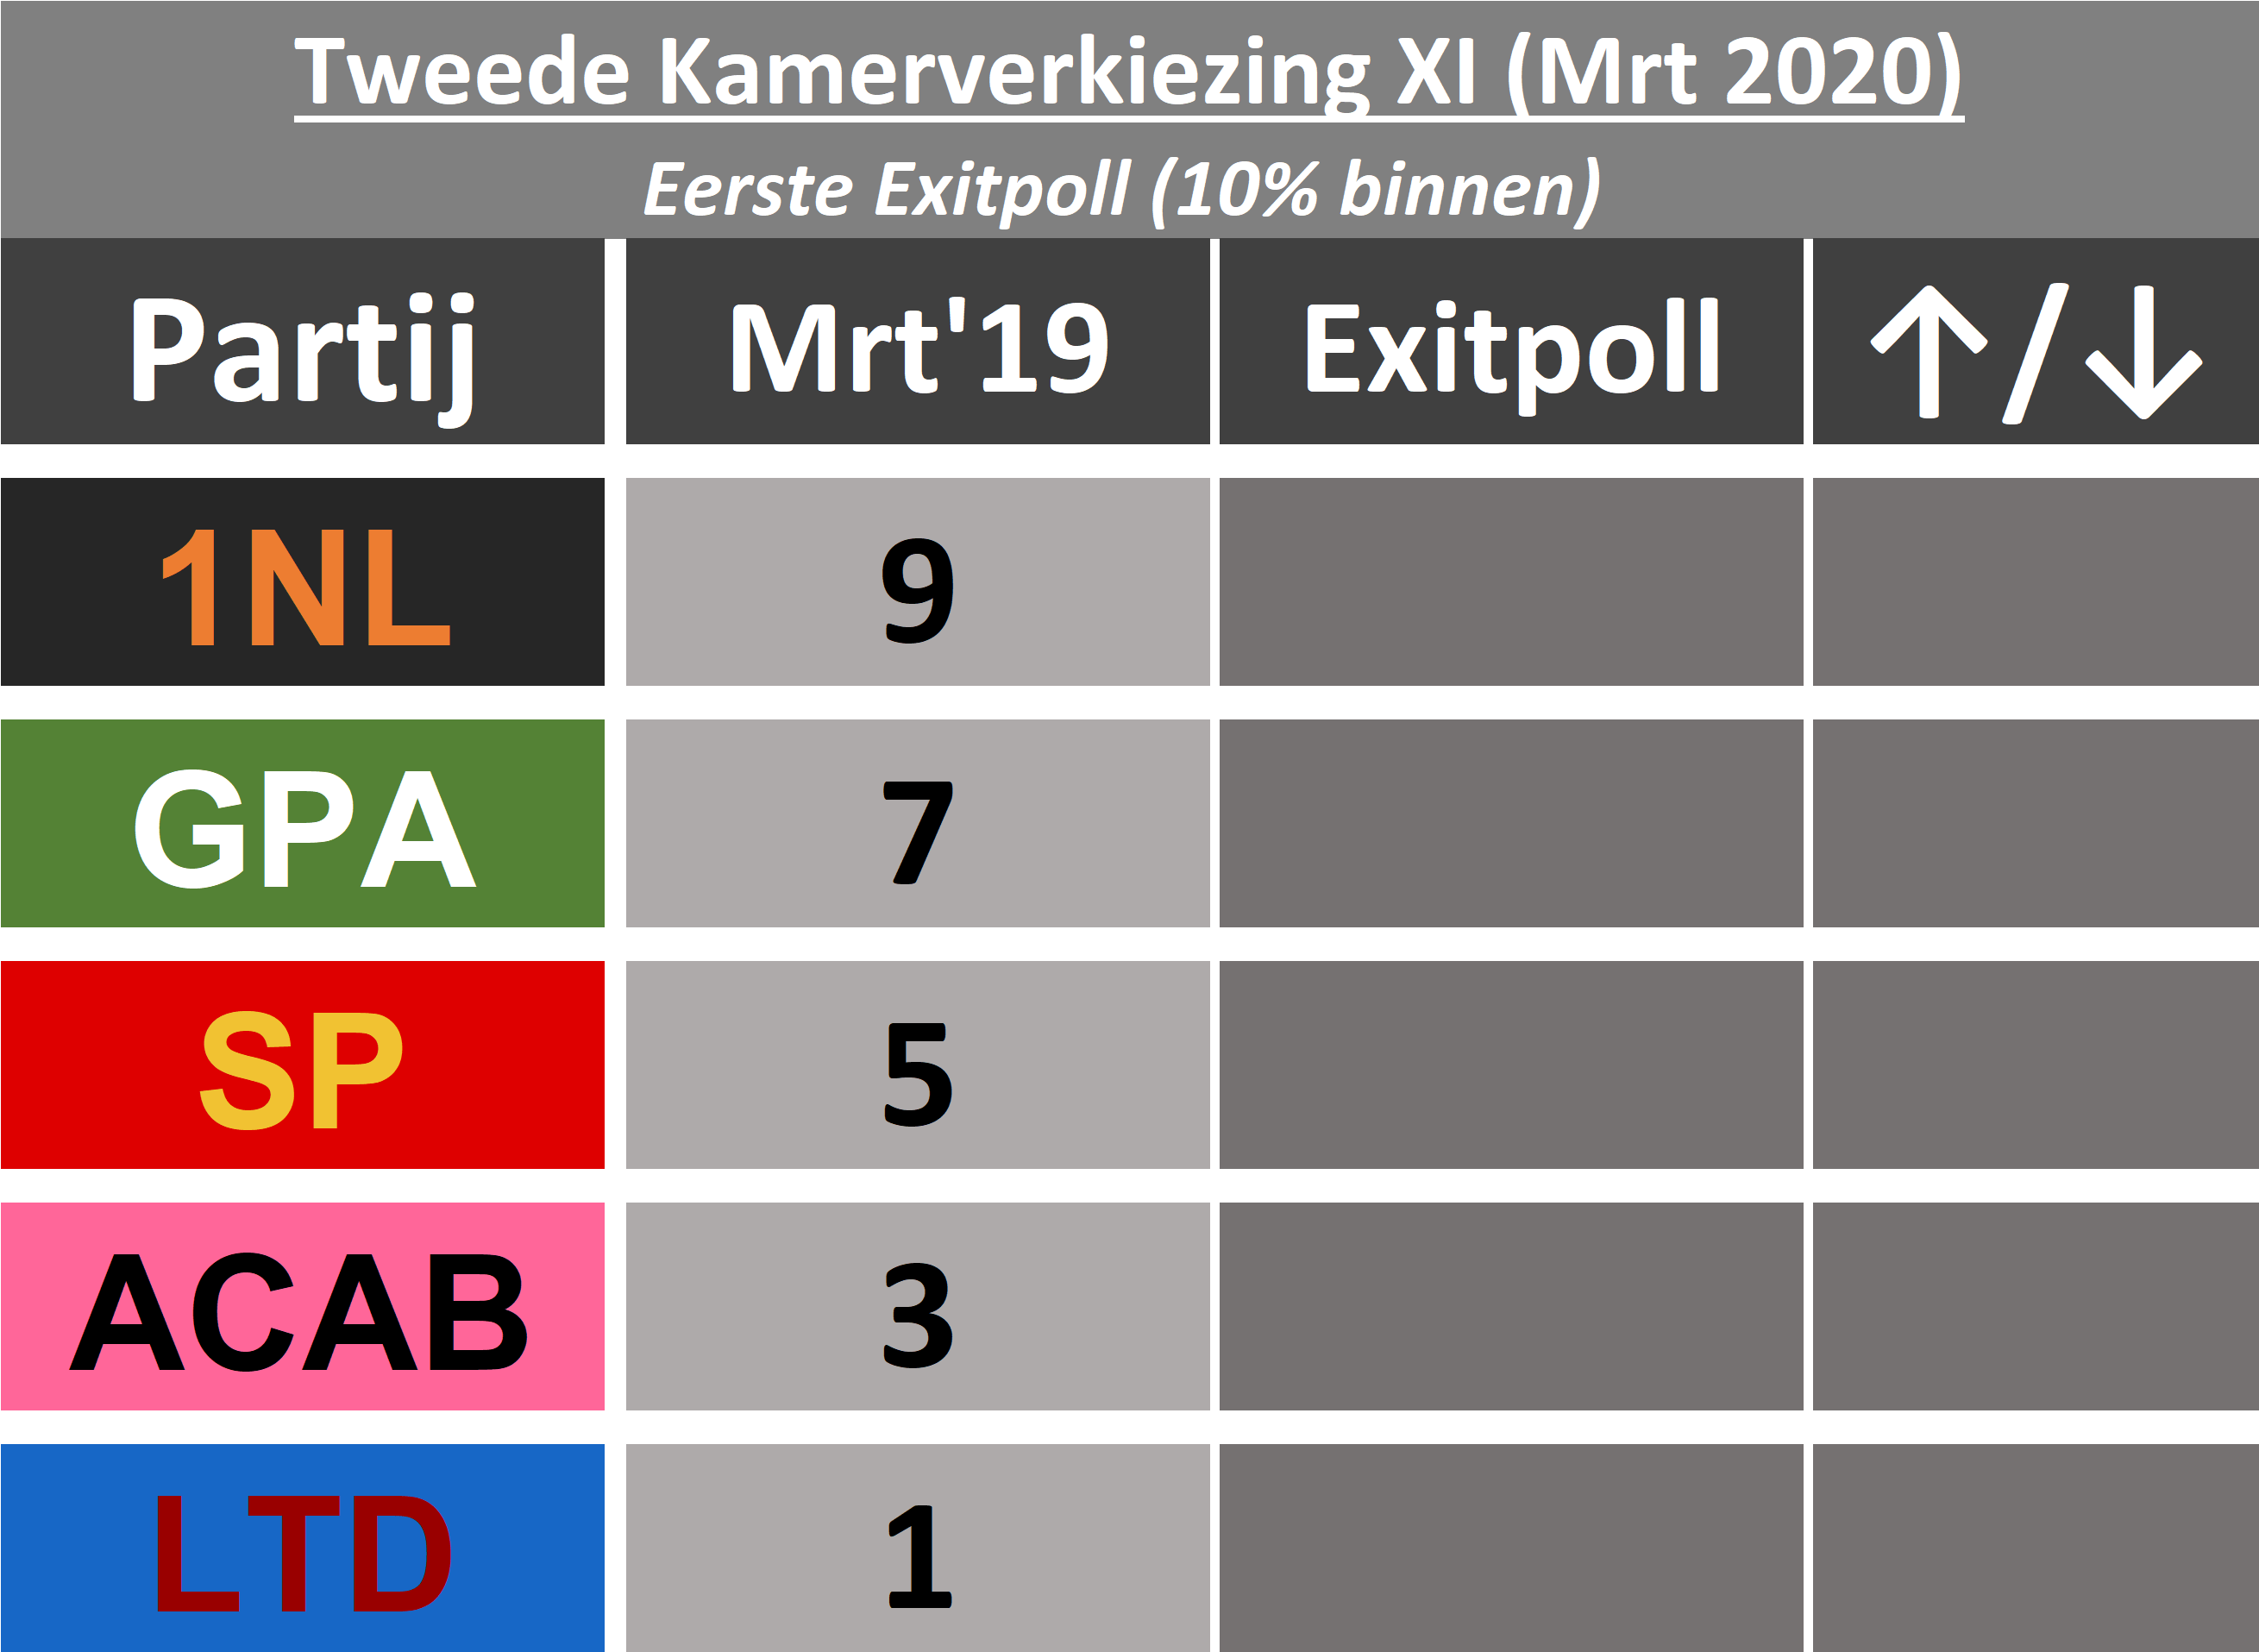 Tweede Kamerverkiezing XI (Mrt 2020)
Eerste Exitpoll (10% binnen)
Partij Mrt'19 Exitpoll ↑/↓
1NL 9
GPA 7
SP 5
ACAB 3
LTD 1